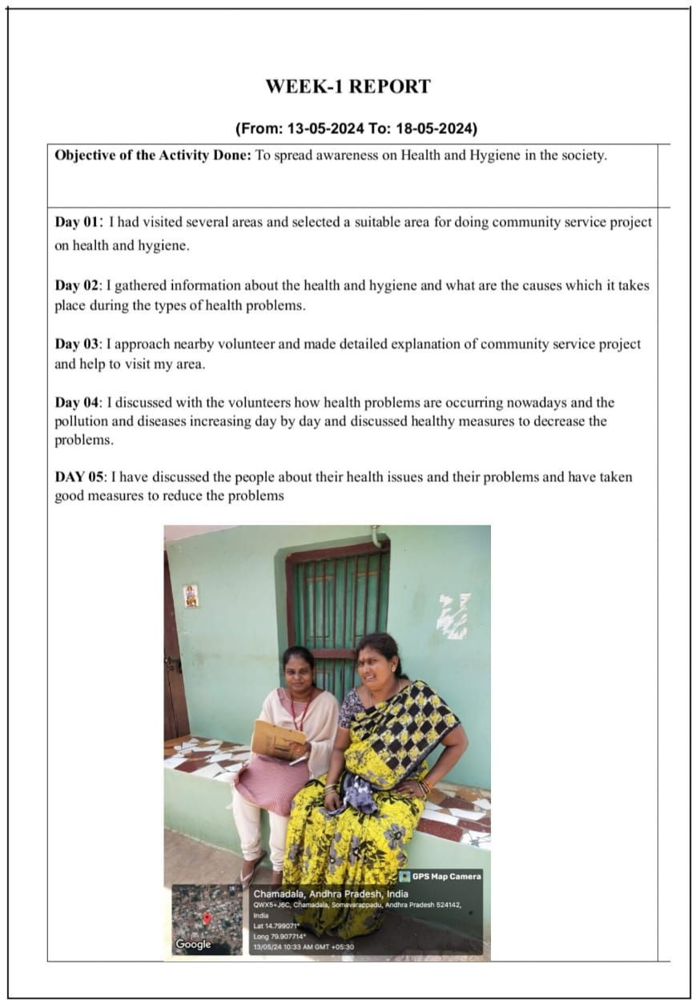 WEEK-1 REPORT
(From: 13-05-2024 To: 18-05-2024)
Objective of the Activity Done: To spread awareness on Health and Hygiene in the society.
Day 01: I had visited several areas and selected a suitable area for doing community service project
on health and hygiene.
Day 02: I gathered information about the health and hygiene and what are the causes which it takes
place during the types of health problems.
Day 03: I approach nearby volunteer and made detailed explanation of community service project
and help to visit my area.
Day 04: I discussed with the volunteers how health problems are occurring nowadays and the
pollution and diseases increasing day by day and discussed healthy measures to decrease the
problems.
DAY 05: I have discussed the people about their health issues and their problems and have taken
good measures to reduce the problems
GPS Map Camera
Chamadala, Andhra Pradesh, India
QWX5+J6C, Chamadala, Somavarappadu, Andhra Pradesh 524142,
India
Lat 14.799071°
Long 79.907714°
13/05/24 10:33 AM GMT +05:30
Google